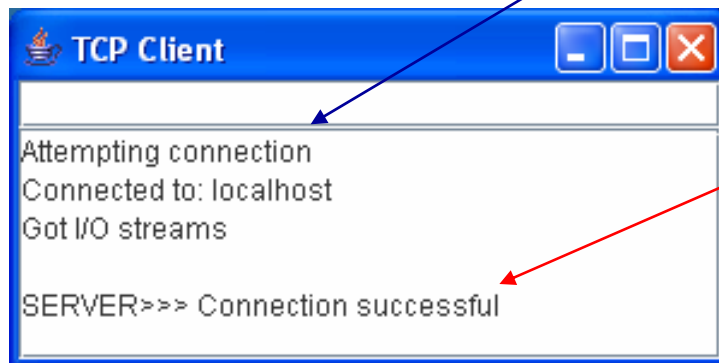 TCP Client
Attempting connection
Connected to: localhost
Got I/O streams
SERVER>>> Connection successful